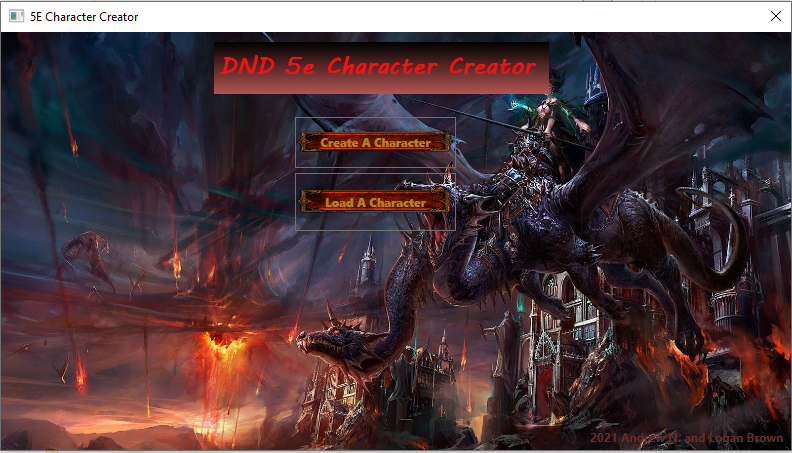 5E Character Creator
DND 5e Character Creator
Create A Character
Load A Character
2021 Andrew N. and Logan Brown